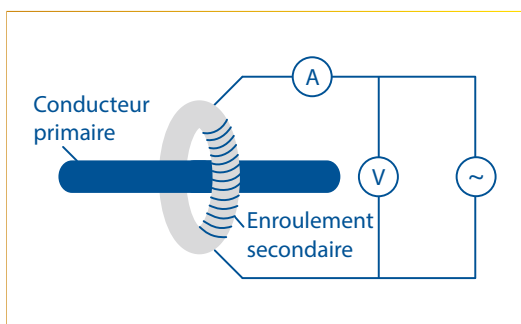 A
Conducteur
primaire
V
~
Enroulement
secondaire